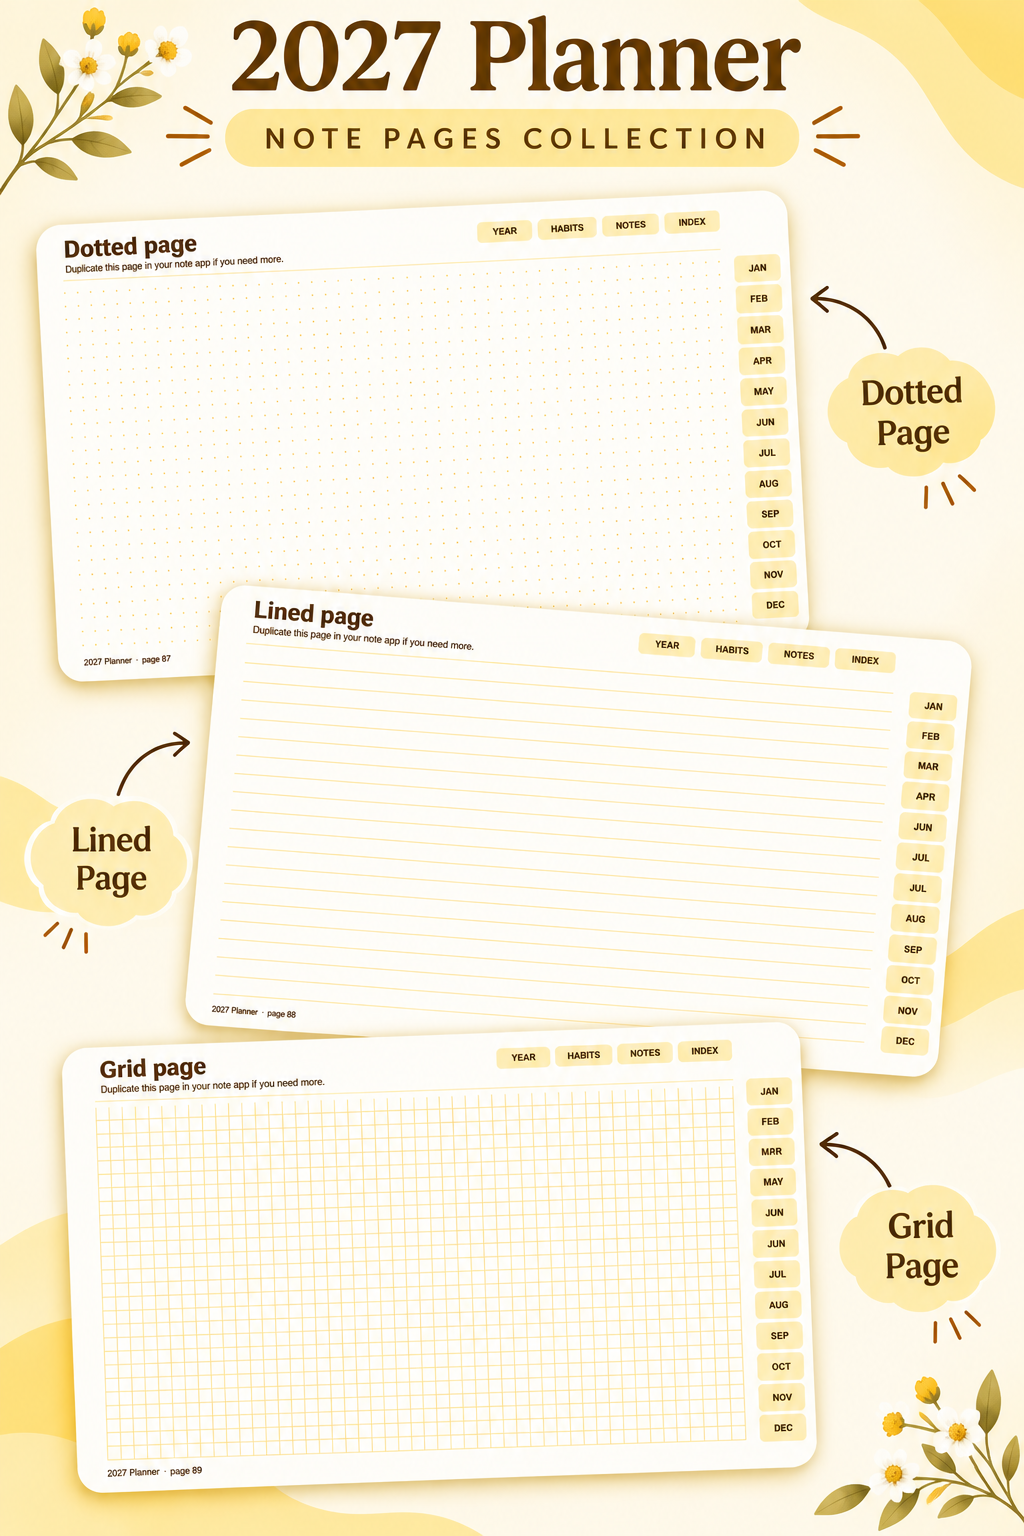 2027 Planner
NOTE PAGES COLLECTION
Dotted page
Duplicate this page in your note app if you need more.
YEAR HABITS NOTES INDEX
JAN
FEB
MAR
APR
MAY
JUN
JUL
AUG
SEP
OCT
NOV
DEC
2027 Planner · page 87
Dotted
Page
Lined page
Duplicate this page in your note app if you need more.
YEAR HABITS NOTES INDEX
JAN
FEB
MAR
APR
JUN
JUL
JUL
AUG
SEP
OCT
NOV
DEC
2027 Planner · page 88
Lined
Page
Grid page
Duplicate this page in your note app if you need more.
YEAR HABITS NOTES INDEX
JAN
FEB
MRR
MAY
JUN
JUN
JUL
AUG
SEP
OCT
NOV
DEC
2027 Planner · page 89
Grid
Page